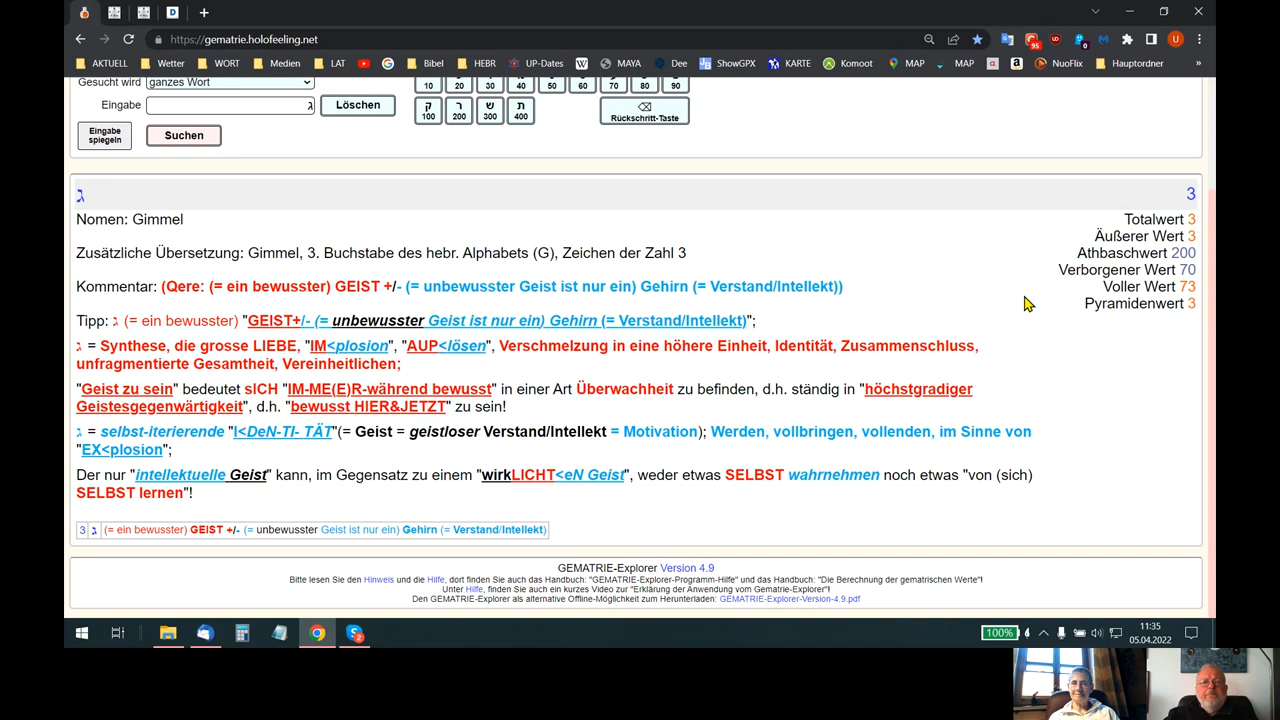 https://gematrie.holofeeling.net
95
0
U
AKTUELL Wetter WORT Medien LAT Bibel HEBR UP-Dates MAYA Dee ShowGPX KARTE Komoot MAP MAP NuoFlix Hauptordner »
Gesucht wird ganzes Wort
10 20 30 40 50 60 70 80 90
Eingabe ג Löschen
ק ר ש ת
100 200 300 400
Rückschritt-Taste
Eingabe
spiegeln
Suchen
ג 3
Nomen: Gimmel
Totalwert 3
Äußerer Wert 3
Zusätzliche Übersetzung: Gimmel, 3. Buchstabe des hebr. Alphabets (G), Zeichen der Zahl 3
Athbaschwert 200
Verborgener Wert 70
Kommentar: (Qere: (= ein bewusster) GEIST +/- (= unbewusster Geist ist nur ein) Gehirn (= Verstand/Intellekt))
Voller Wert 73
Pyramidenwert 3
Tipp: ג (= ein bewusster) "GEIST+/- (= unbewusster Geist ist nur ein) Gehirn (= Verstand/Intellekt)";
ג = Synthese, die grosse LIEBE, "IM<plosion", "AUP<lösen", Verschmelzung in eine höhere Einheit, Identität, Zusammenschluss,
unfragmentierte Gesamtheit, Vereinheitlichen;
"Geist zu sein" bedeutet sICH "IM-ME(E)R-während bewusst" in einer Art Überwachheit zu befinden, d.h. ständig in "höchstgradiger
Geistesgegenwärtigkeit", d.h. "bewusst HIER&JETZT" zu sein!
ג = selbst-iterierende "I<DeN-TI- TÄT"(= Geist = geistloser Verstand/Intellekt = Motivation); Werden, vollbringen, vollenden, im Sinne von
"EX<plosion";
Der nur "intellektuelle Geist" kann, im Gegensatz zu einem "wirkLICHT<eN Geist", weder etwas SELBST wahrnehmen noch etwas "von (sich)
SELBST lernen"!
3 ג (= ein bewusster) GEIST +/- (= unbewusster Geist ist nur ein) Gehirn (= Verstand/Intellekt)
GEMATRIE-Explorer Version 4.9
Bitte lesen Sie den Hinweis und die Hilfe, dort finden Sie auch das Handbuch: "GEMATRIE-Explorer-Programm-Hilfe" und das Handbuch: "Die Berechnung der gematrischen Werte"!
Unter Hilfe, finden Sie auch ein kurzes Video zur "Erklärung der Anwendung vom Gematrie-Explorer"!
Den GEMATRIE-Explorer als alternative Offline-Möglichkeit zum Herunterladen: GEMATRIE-Explorer-Version-4.9.pdf
100%
11:35
05.04.2022